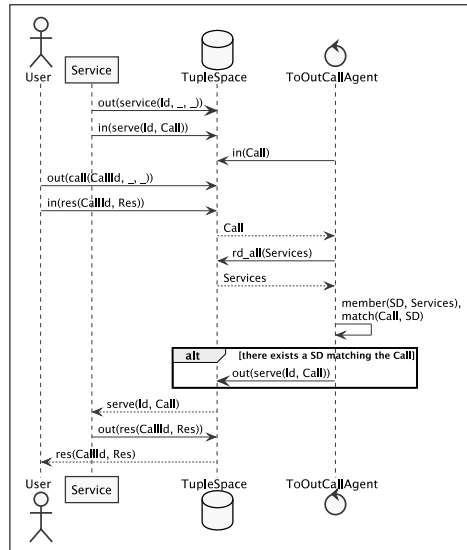 User
Service
TupleSpace
ToOutCallAgent
out(service(Id, _, _))
in(serve(Id, Call))
in(Call)
out(call(CallId, _, _))
in(res(CallId, Res))
Call
rd_all(Services)
Services
member(SD, Services),
match(Call, SD)
alt
[there exists a SD matching the Call]
out(serve(Id, Call))
serve(Id, Call)
out(res(CallId, Res))
res(CallId, Res)
User
Service
TupleSpace
ToOutCallAgent